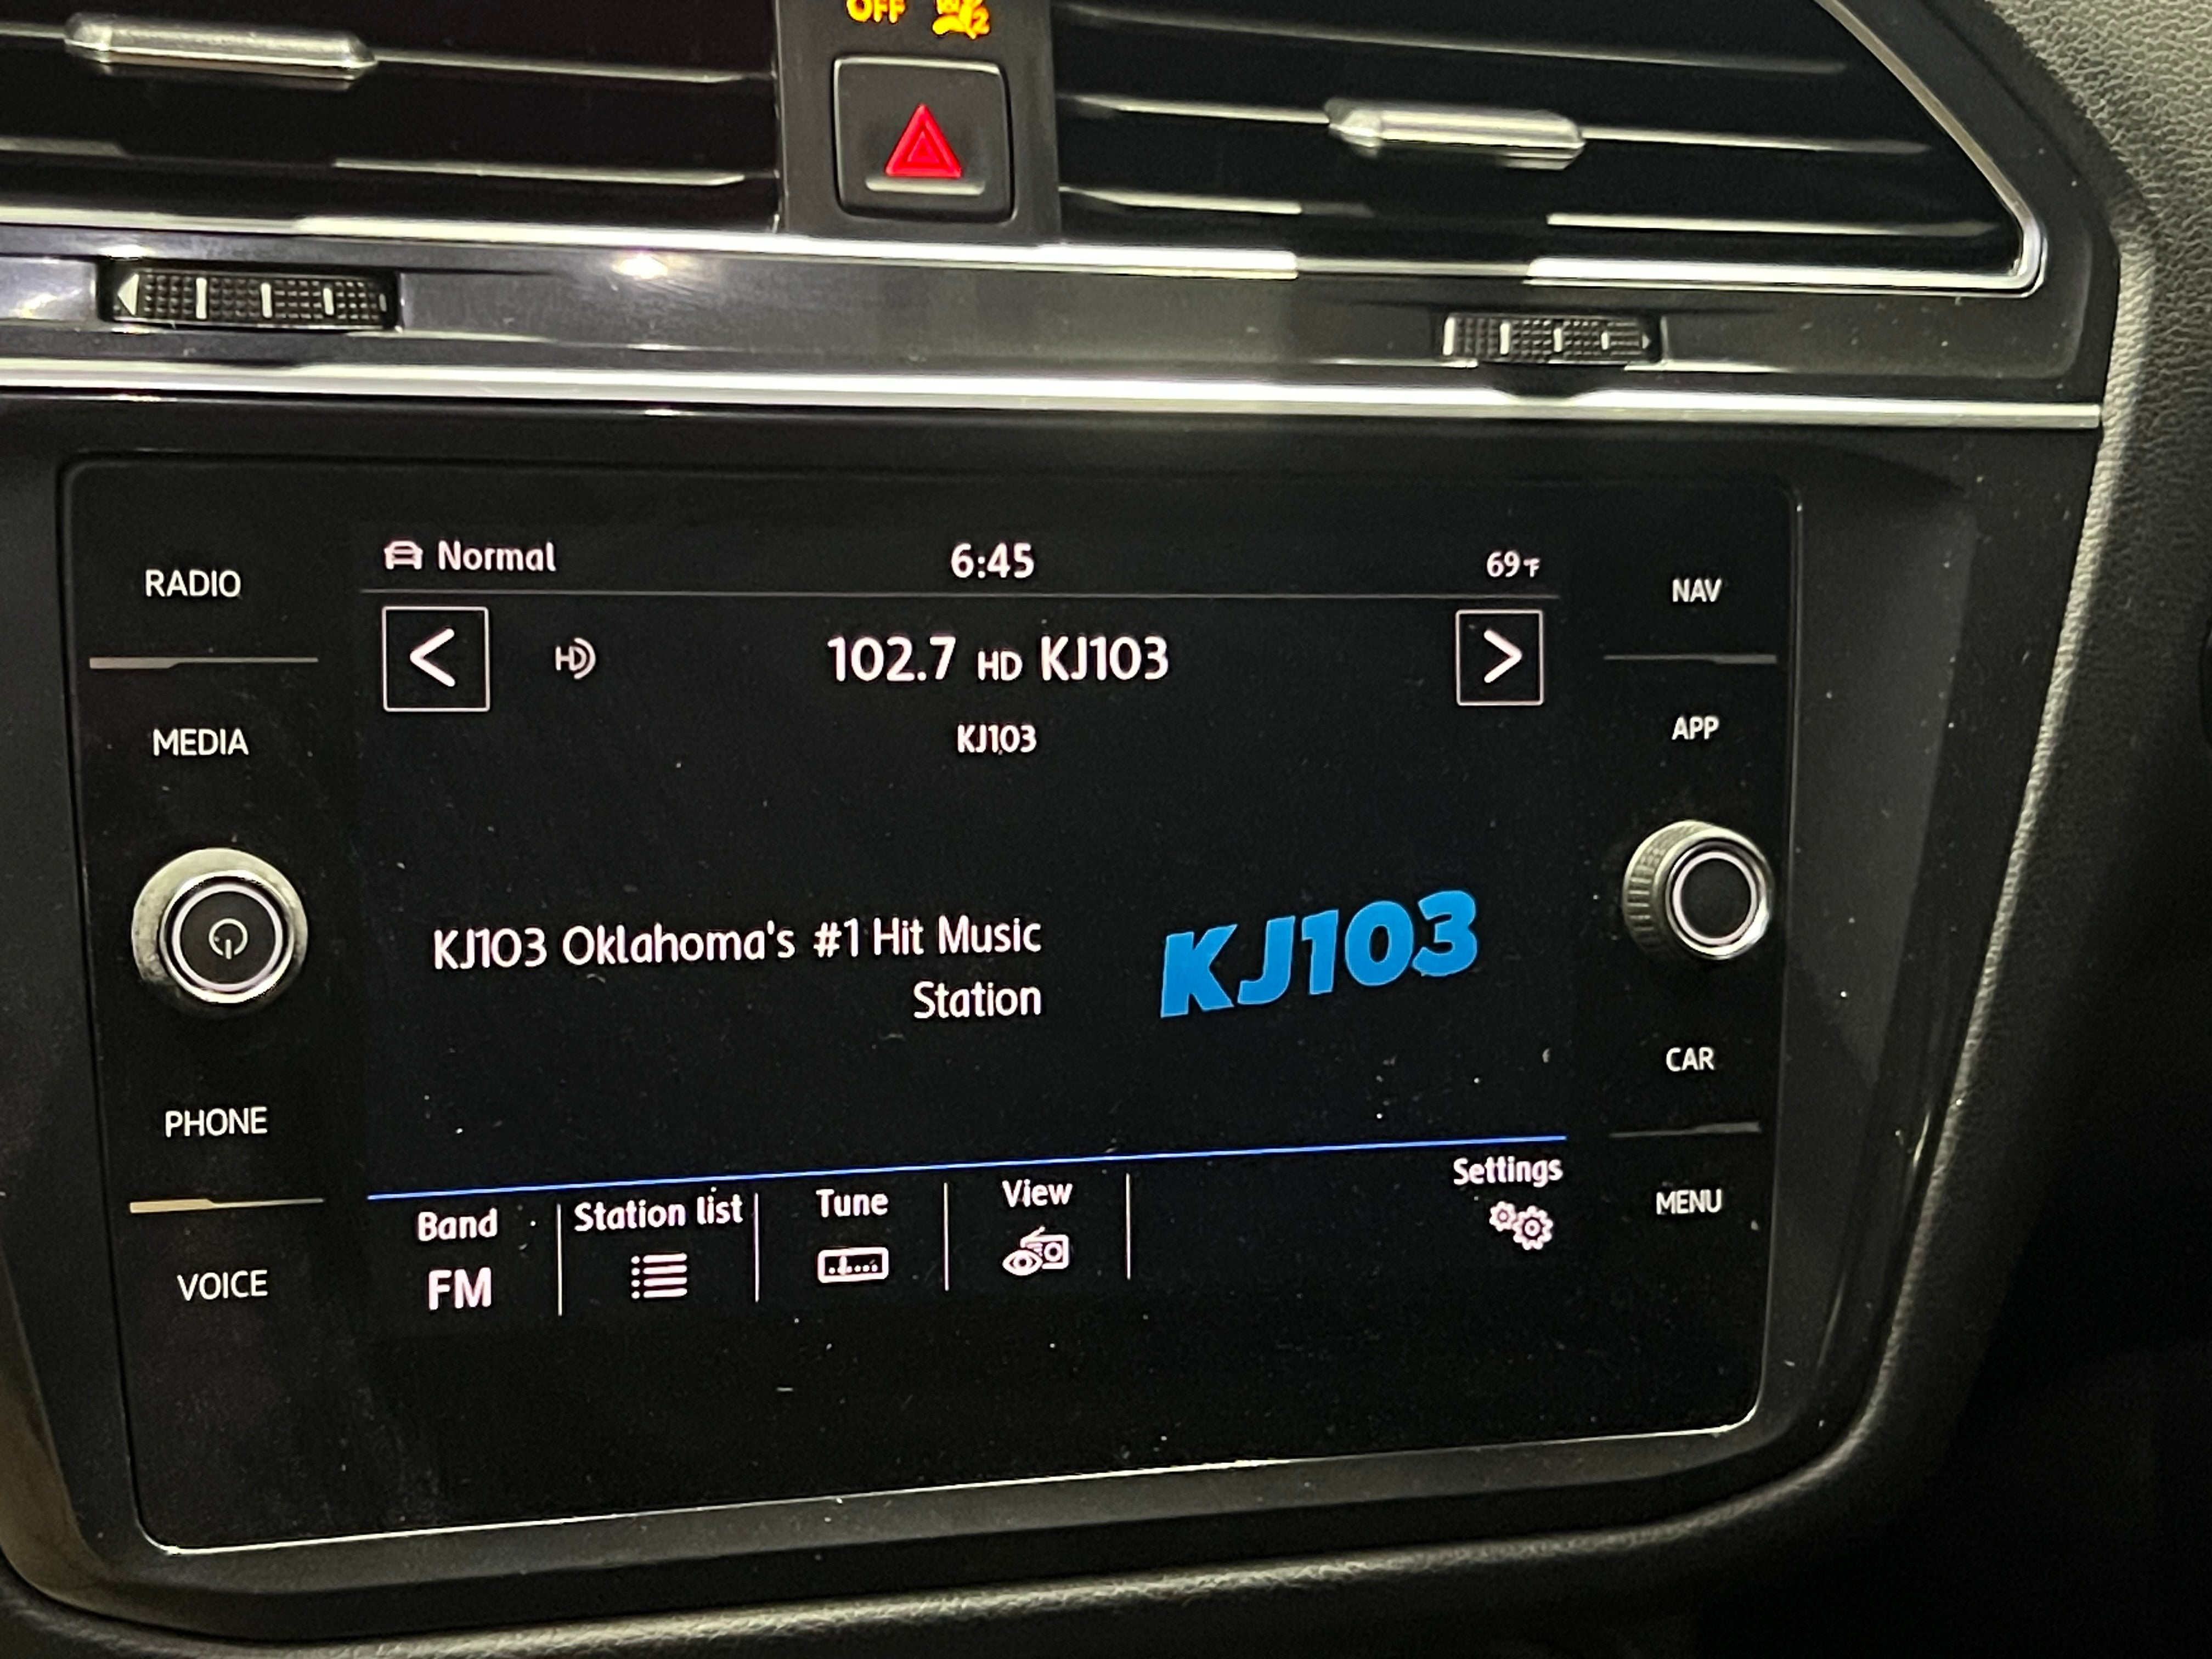 OFF
Normal
6:45
69°F
RADIO
NAV
102.7 HD KJ103
HD
KJ103
MEDIA
APP
KJ103 Oklahoma's #1 Hit Music
Station
KJ103
CAR
PHONE
Band
Station list
Tune
View
Settings
FM
MENU
VOICE